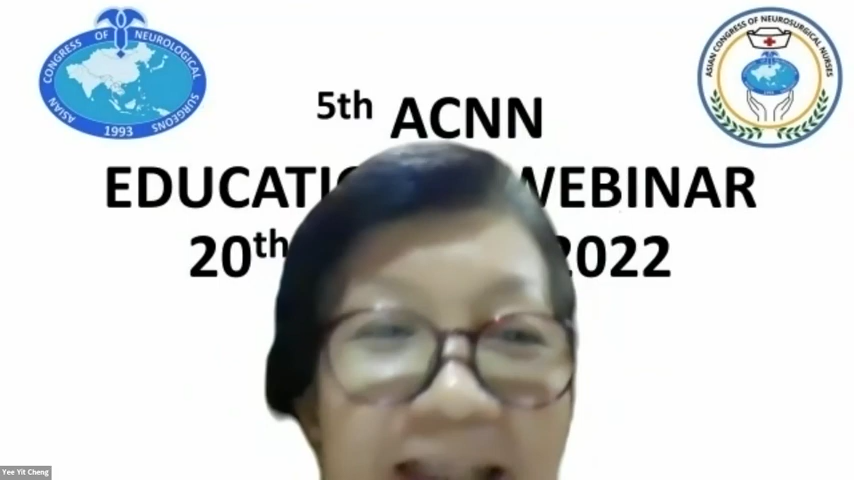 ASIAN CONGRESS OF NEUROLOGICAL SURGEONS
1993
ASIAN CONGRESS OF NEUROSURGICAL NURSES
5th ACNN
WEBINAR
20th 2022
Yee Yit Cheng